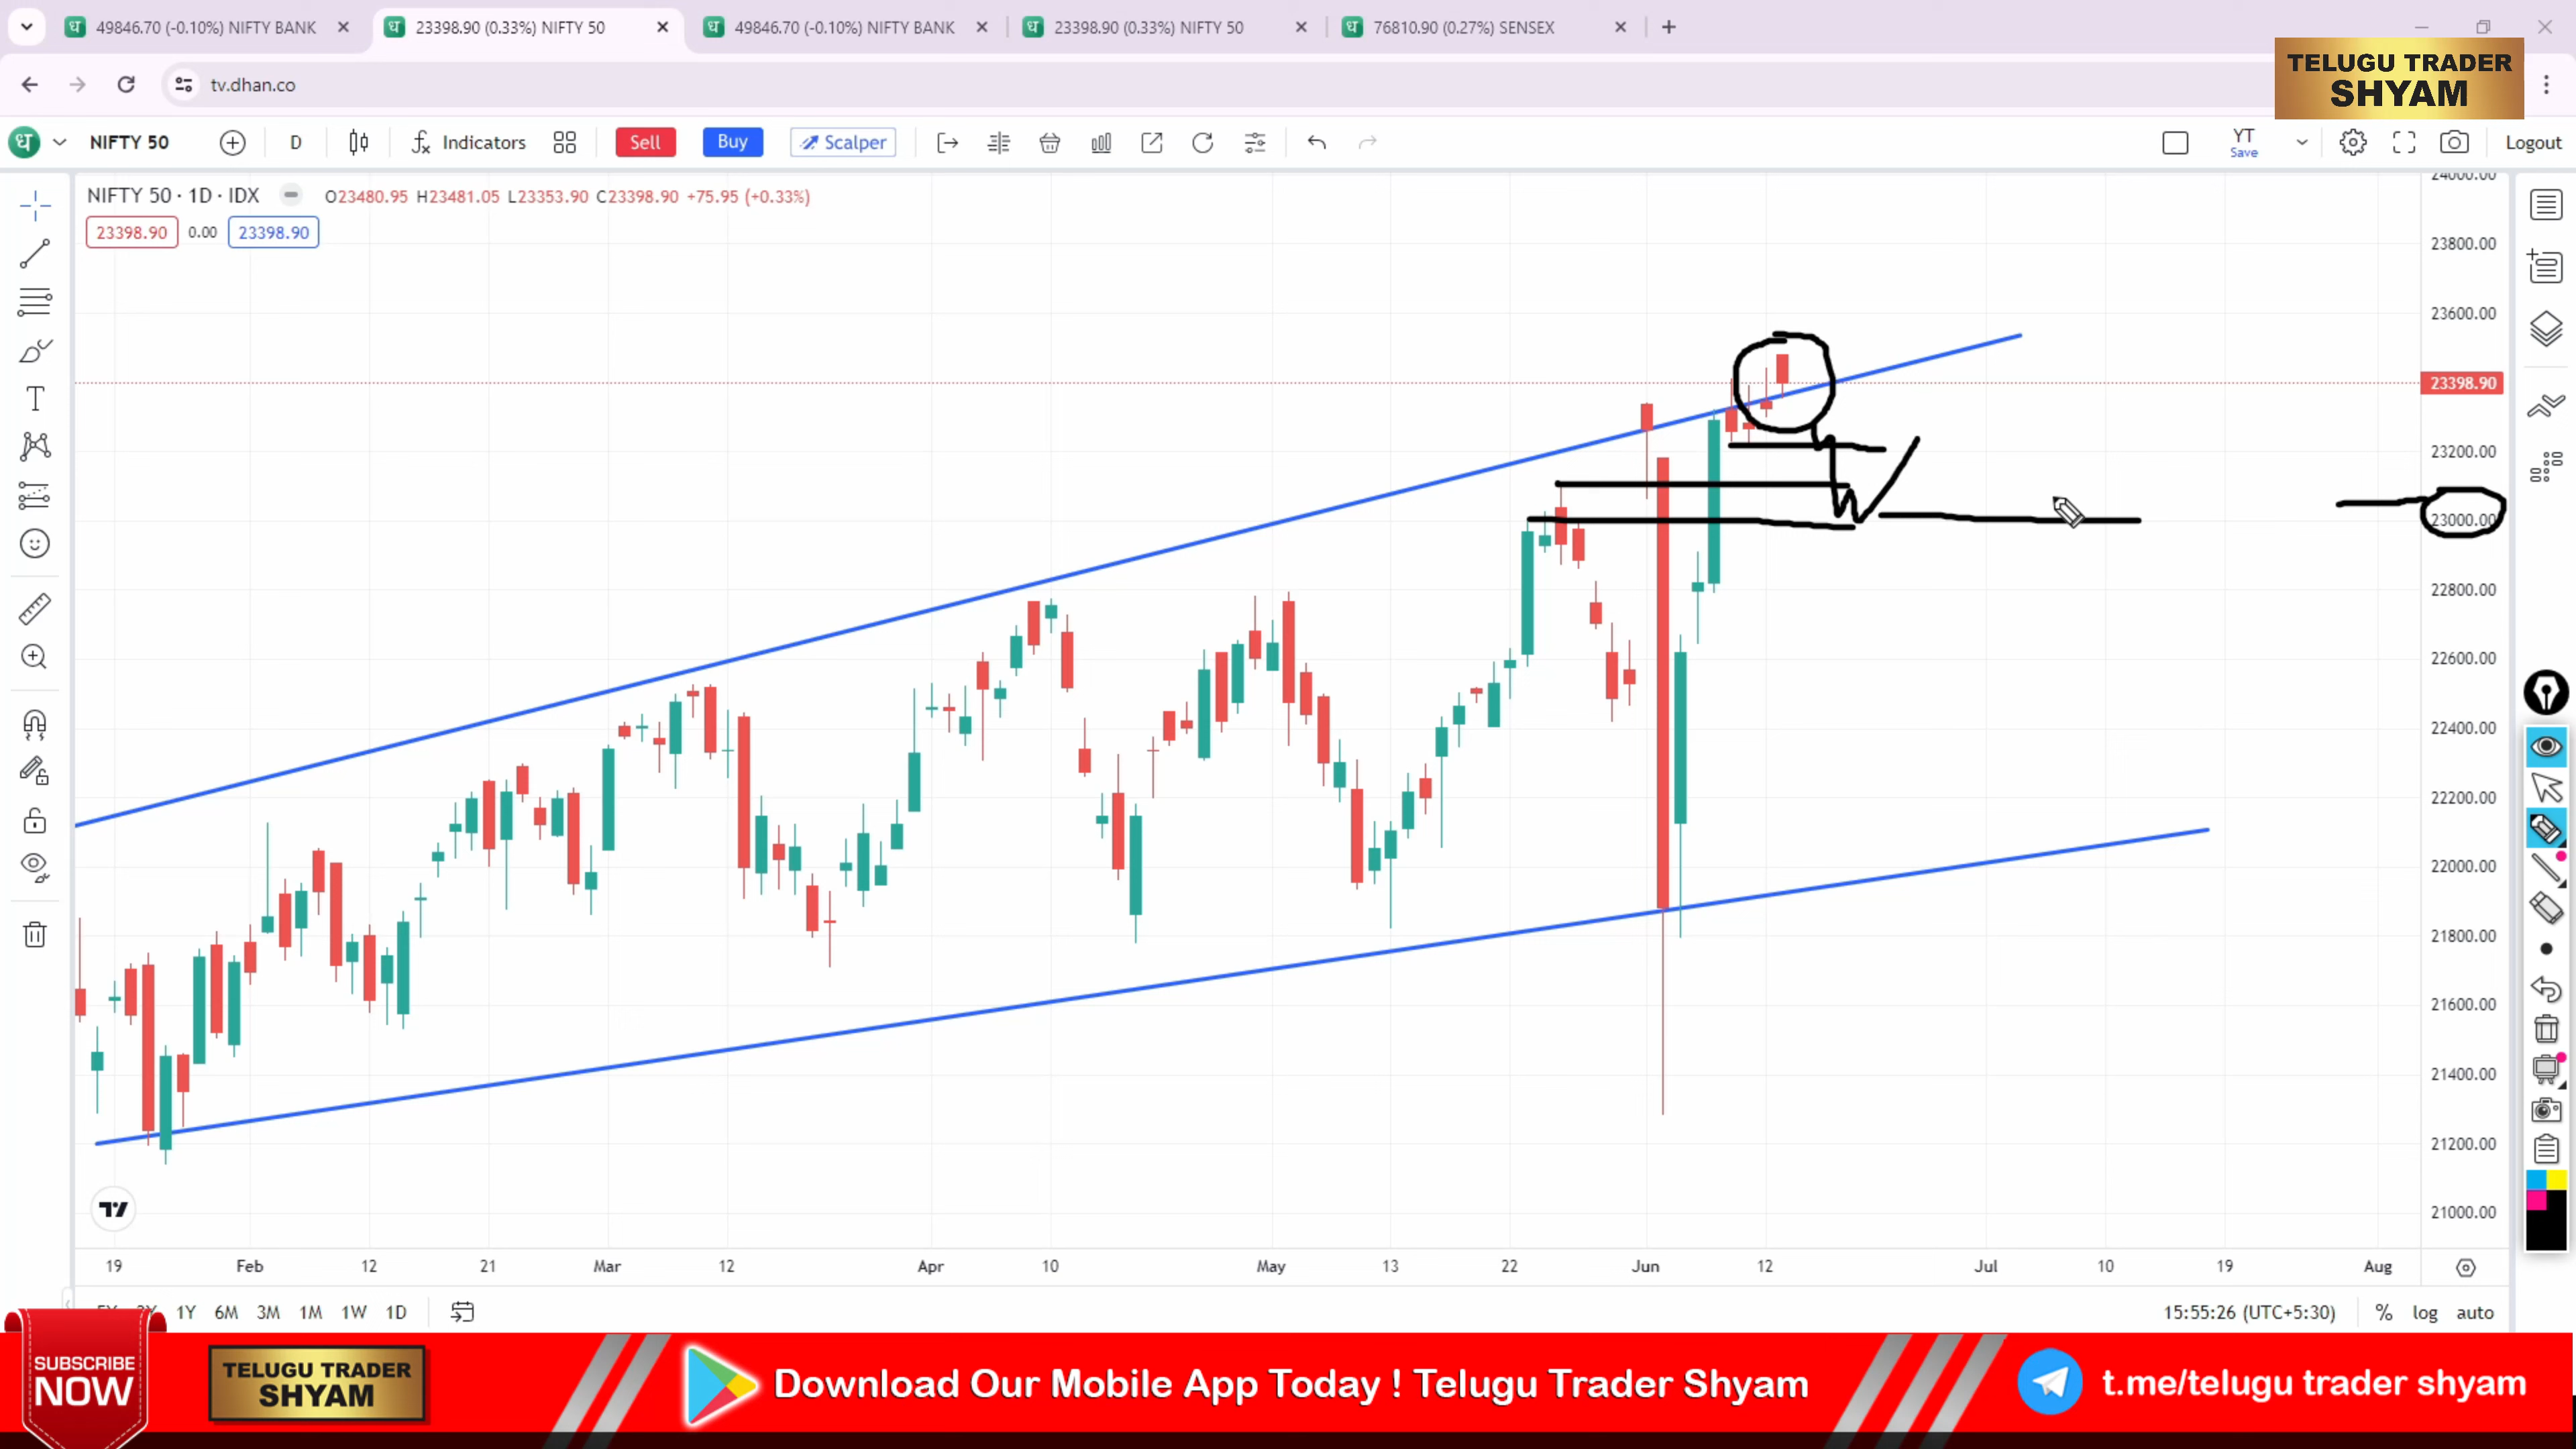 49846.70 (-0.10%) NIFTY BANK
23398.90 (0.33%) NIFTY 50
49846.70 (-0.10%) NIFTY BANK
23398.90 (0.33%) NIFTY 50
76810.90 (0.27%) SENSEX
tv.dhan.co
TELUGU TRADER
SHYAM
ध NIFTY 50 D Indicators Sell Buy Scalper YT Save Logout
NIFTY 50 · 1D · IDX O23480.95 H23481.05 L23353.90 C23398.90 +75.95 (+0.33%)
23398.90 0.00 23398.90
24000.00
23800.00
23600.00
23398.90
23200.00
23000.00
22800.00
22600.00
22400.00
22200.00
22000.00
21800.00
21600.00
21400.00
21200.00
21000.00
19 Feb 12 21 Mar 12 Apr 10 May 13 22 Jun 12 Jul 10 19 Aug
1Y 6M 3M 1M 1W 1D 15:55:26 (UTC+5:30) % log auto
SUBSCRIBE
NOW
TELUGU TRADER
SHYAM
Download Our Mobile App Today ! Telugu Trader Shyam
t.me/telugu trader shyam